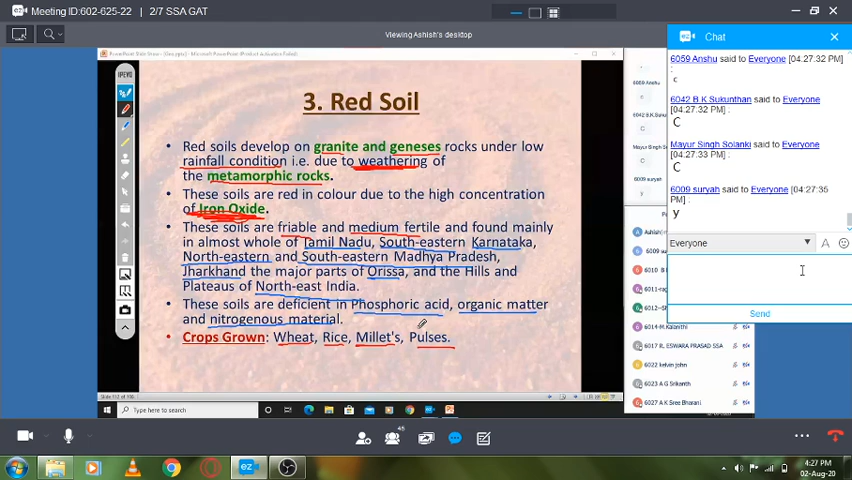 Meeting ID:602-625-22
2/7 SSA GAT
Viewing Ashish's desktop
Chat
6059 Anshu said to Everyone [04:27:32 PM]
:
c
6042 B.K Sukunthan said to Everyone
[04:27:32 PM] :
C
Mayur Singh Solanki said to Everyone
[04:27:33 PM] :
C
6009 suryah said to Everyone [04:27:35
PM] :
y
Everyone
Send
3. Red Soil
• Red soils develop on granite and geneses rocks under low
rainfall condition i.e. due to weathering of
the metamorphic rocks.
• These soils are red in colour due to the high concentration
of Iron Oxide.
• These soils are friable and medium fertile and found mainly
in almost whole of Tamil Nadu, South-eastern Karnataka,
North-eastern and South-eastern Madhya Pradesh,
Jharkhand the major parts of Orissa, and the Hills and
Plateaus of North-east India.
• These soils are deficient in Phosphoric acid, organic matter
and nitrogenous material.
• Crops Grown: Wheat, Rice, Millet's, Pulses.
6022 kelvin john
6023 A G Srikanth
6027 A K Sree Bharani
Type here to search
4:27 PM
02-Aug-20